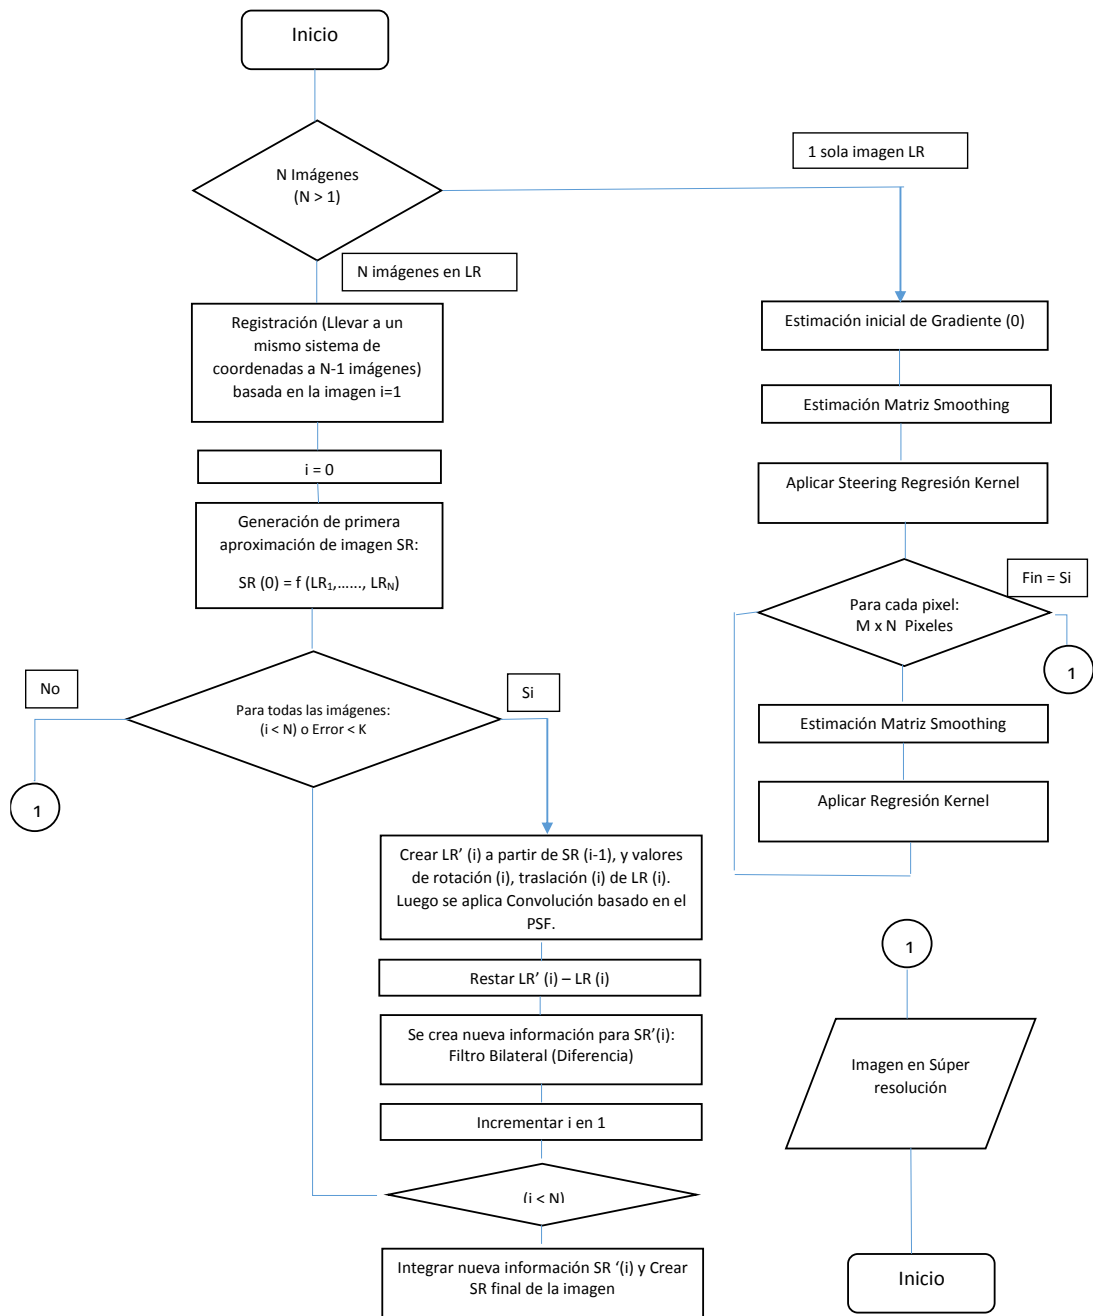 Inicio
N Imágenes
(N > 1)
1 sola imagen LR
N imágenes en LR
Registración (Llevar a un
mismo sistema de
coordenadas a N-1 imágenes)
basada en la imagen i=1
i = 0
Generación de primera
aproximación de imagen SR:
SR (0) = f (LR₁,……, LRN)
Para todas las imágenes:
(i < N) o Error < K
No
Si
1
Crear LR’ (i) a partir de SR (i-1), y valores
de rotación (i), traslación (i) de LR (i).
Luego se aplica Convolución basado en el
PSF.
Restar LR’ (i) – LR (i)
Se crea nueva información para SR’(i):
Filtro Bilateral (Diferencia)
Incrementar i en 1
(i < N)
Integrar nueva información SR ‘(i) y Crear
SR final de la imagen
Estimación inicial de Gradiente (0)
Estimación Matriz Smoothing
Aplicar Steering Regresión Kernel
Para cada pixel:
M x N Pixeles
Fin = Si
1
Estimación Matriz Smoothing
Aplicar Regresión Kernel
1
Imagen en Súper
resolución
Inicio